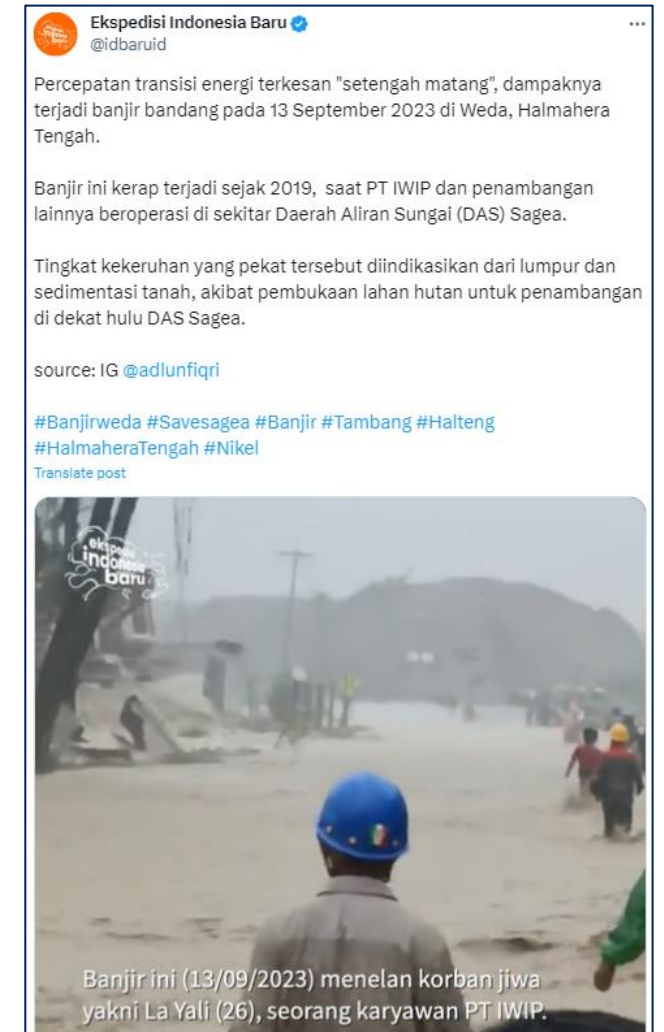 Ekspedisi Indonesia Baru
@idbaruid
Percepatan transisi energi terkesan "setengah matang", dampaknya
terjadi banjir bandang pada 13 September 2023 di Weda, Halmahera
Tengah.
Banjir ini kerap terjadi sejak 2019, saat PT IWIP dan penambangan
lainnya beroperasi di sekitar Daerah Aliran Sungai (DAS) Sagea.
Tingkat kekeruhan yang pekat tersebut diindikasikan dari lumpur dan
sedimentasi tanah, akibat pembukaan lahan hutan untuk penambangan
di dekat hulu DAS Sagea.
source: IG @adlunfiqri
#Banjirweda #Savesagea #Banjir #Tambang #Halteng
#HalmaheraTengah #Nikel
Translate post
ekspedisi
indonesia
baru
Banjir ini (13/09/2023) menelan korban jiwa
yakni La Yali (26), seorang karyawan PT IWIP.